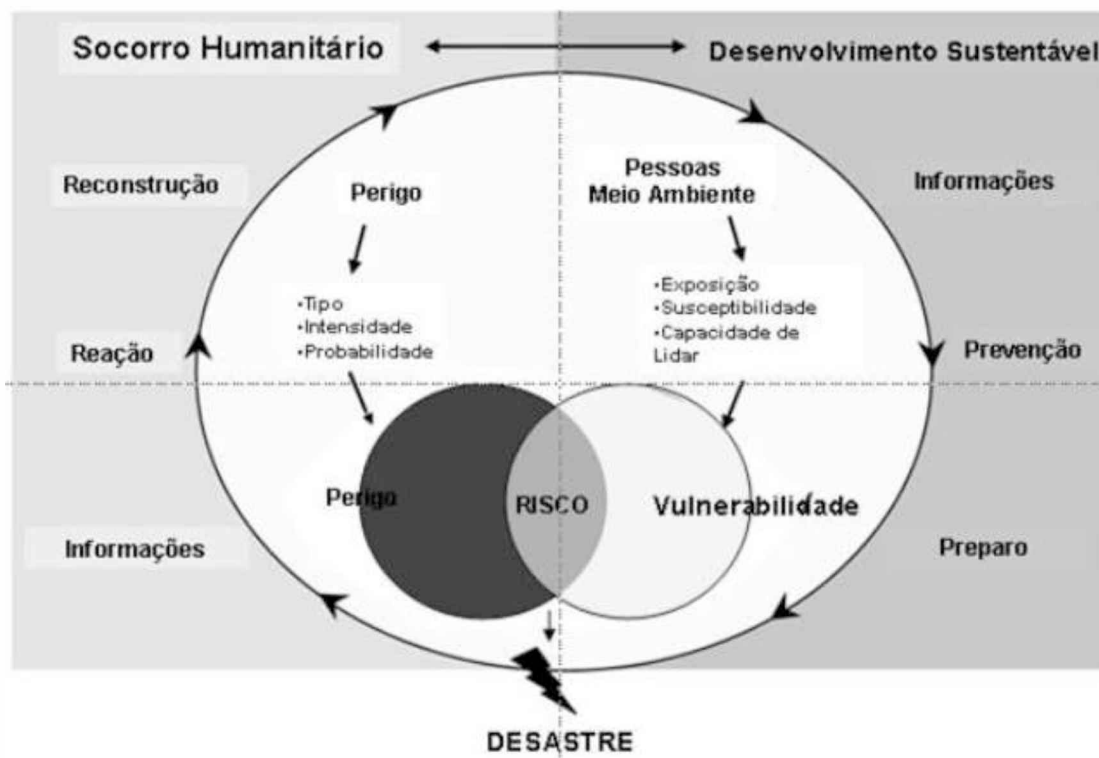 Socorro Humanitário
Desenvolvimento Sustentável
Reconstrução
Perigo
Pessoas
Meio Ambiente
Informações
•Tipo
•Intensidade
•Probabilidade
•Exposição
•Susceptibilidade
•Capacidade de
Lidar
Reação
Prevenção
Perigo
RISCO
Vulnerabilidade
Informações
Preparo
DESASTRE